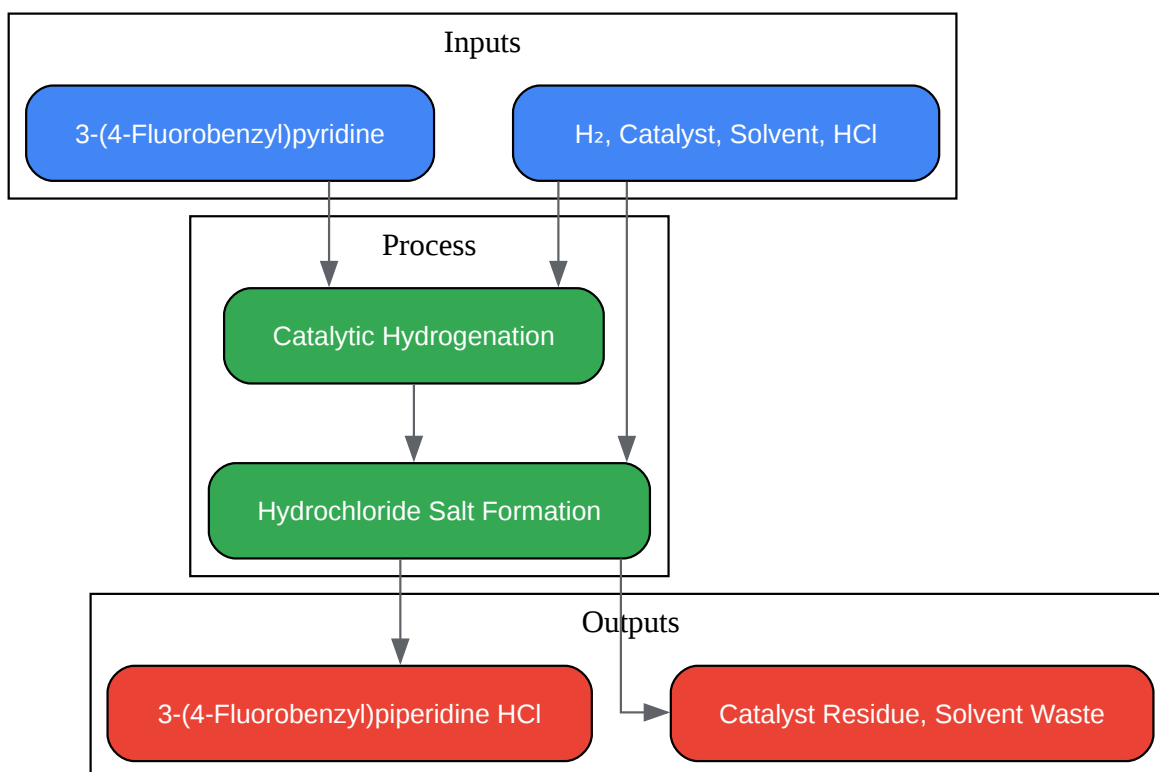 Inputs
3-(4-Fluorobenzyl)pyridine
H₂, Catalyst, Solvent, HCl
Process
Catalytic Hydrogenation
Hydrochloride Salt Formation
Outputs
3-(4-Fluorobenzyl)piperidine HCl
Catalyst Residue, Solvent Waste